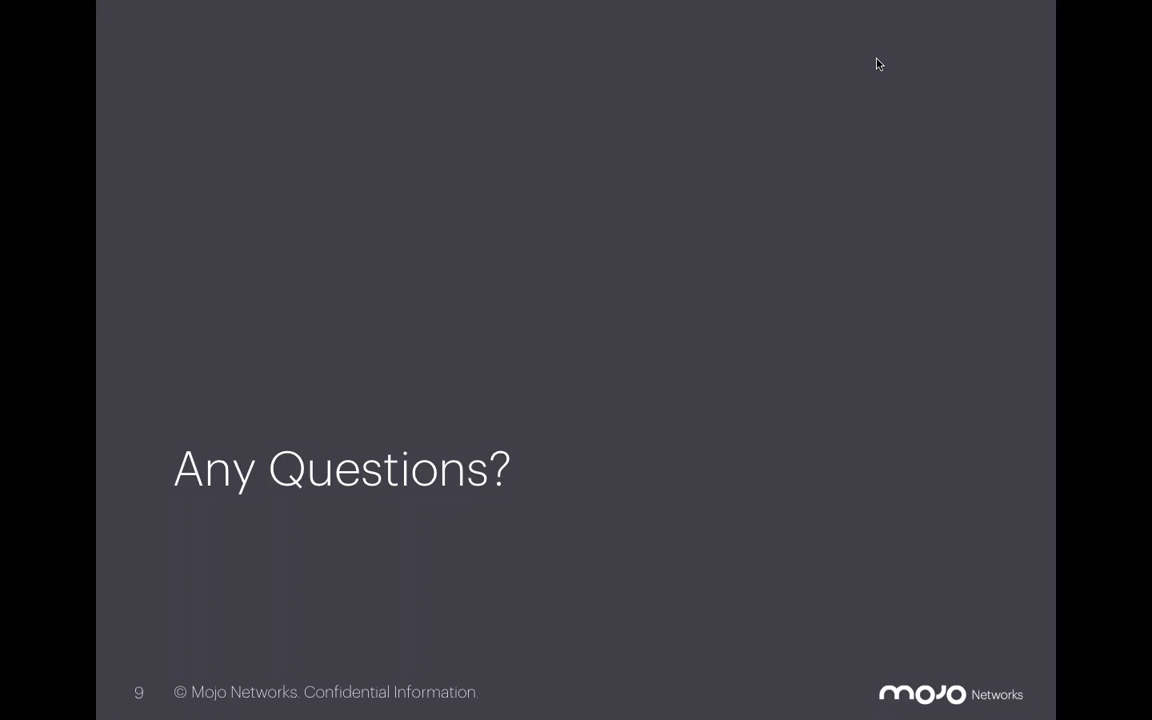 Any Questions?
9 © Mojo Networks. Confidential Information.
mojo Networks